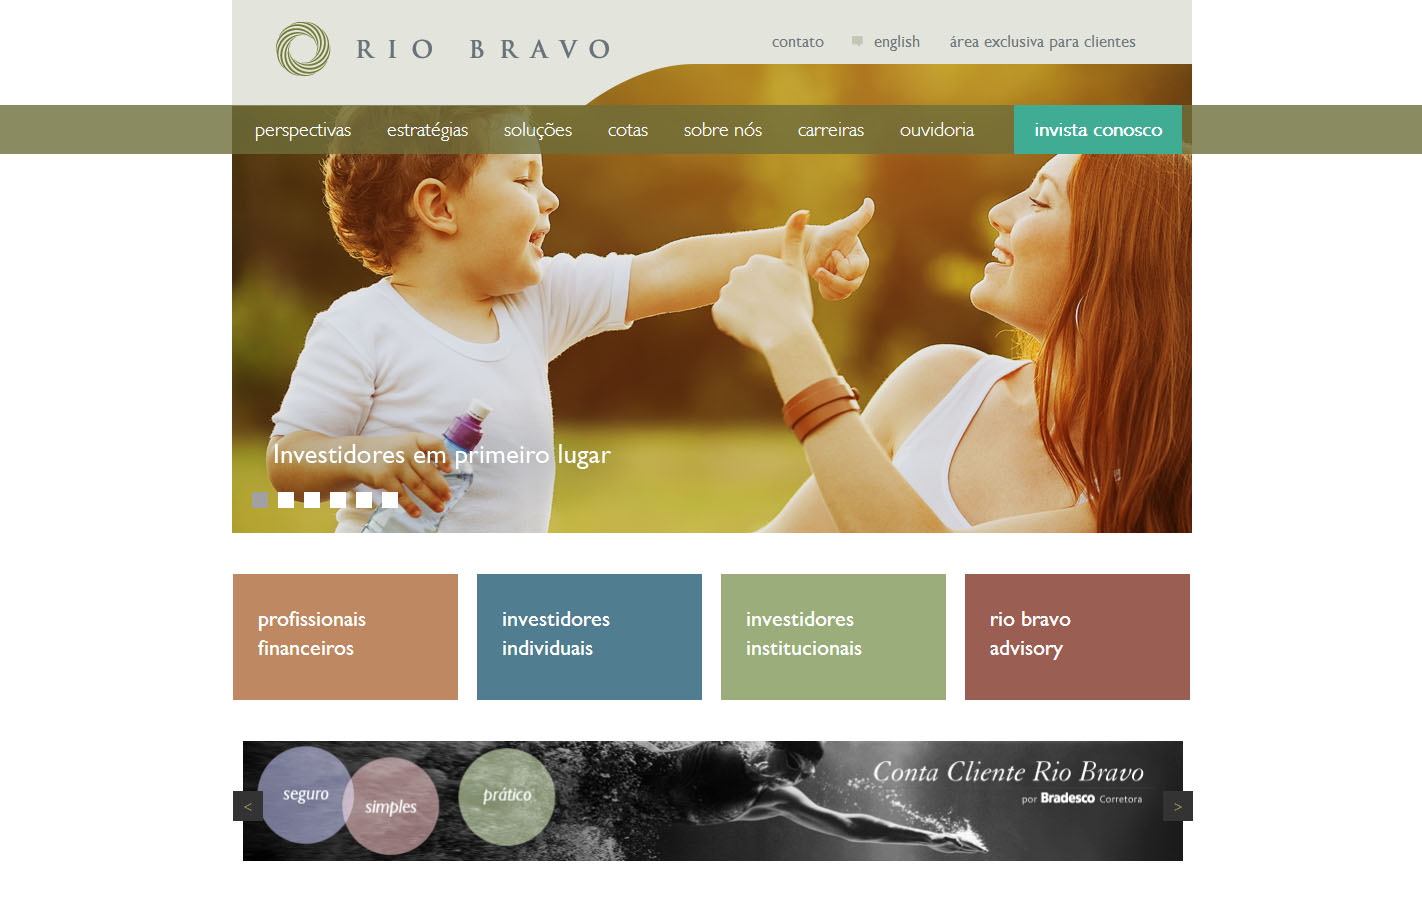 RIO BRAVO
contato
english
área exclusiva para clientes
perspectivas
estratégias
soluções
cotas
sobre nós
carreiras
ouvidoria
invista conosco
Investidores em primeiro lugar
profissionais
financeiros
investidores
individuais
investidores
institucionais
rio bravo
advisory
seguro
simples
prático
Conta Cliente Rio Bravo
por Bradesco Corretora
<
>